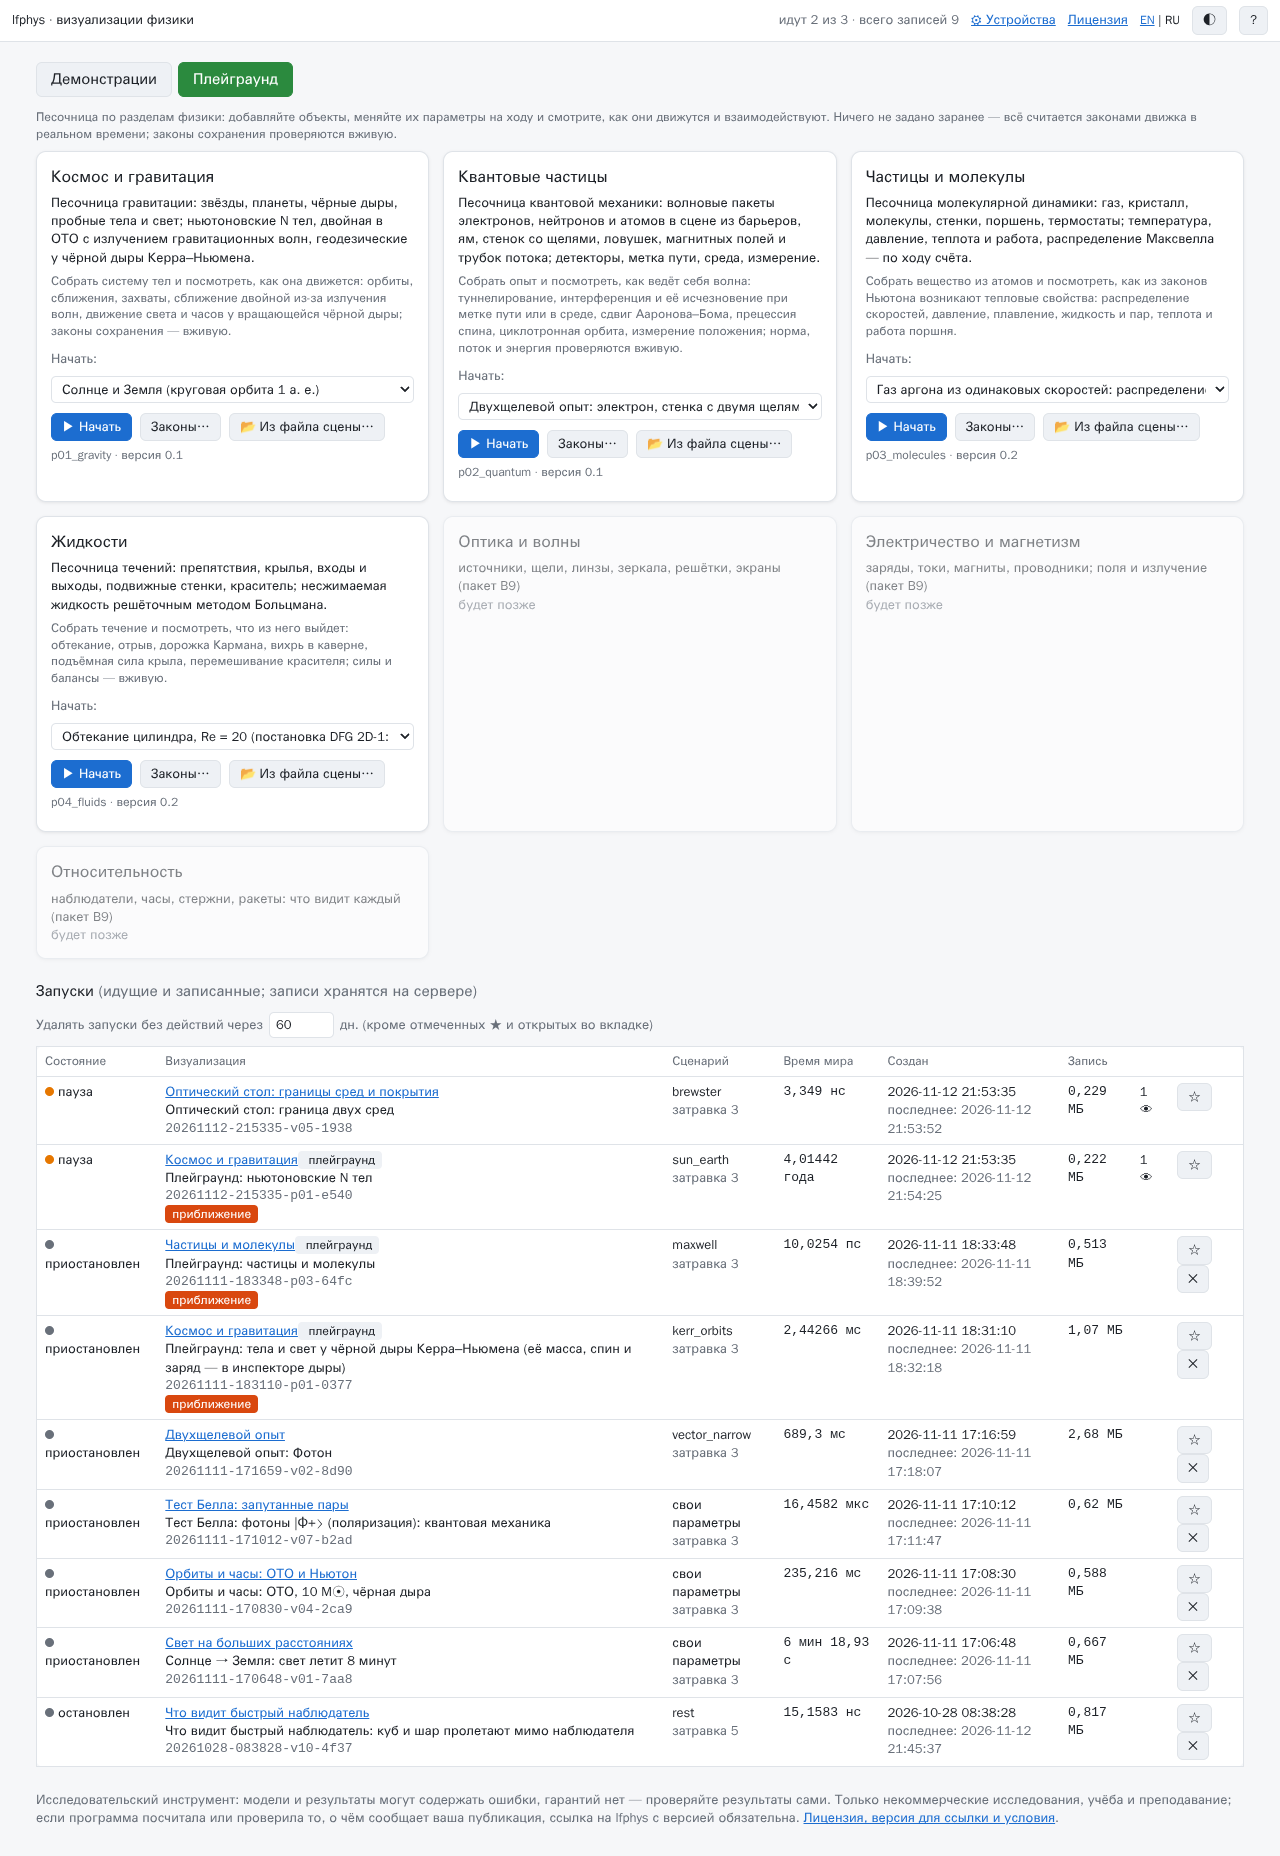 lfphys · визуализации физики
идут 2 из 3 · всего записей 9 ⚙ Устройства Лицензия EN | RU ?
Демонстрации Плейграунд
Песочница по разделам физики: добавляйте объекты, меняйте их параметры на ходу и смотрите, как они движутся и взаимодействуют. Ничего не задано заранее — всё считается законами движка в
реальном времени; законы сохранения проверяются вживую.
Космос и гравитация
Песочница гравитации: звёзды, планеты, чёрные дыры,
пробные тела и свет; ньютоновские N тел, двойная в
ОТО с излучением гравитационных волн, геодезические
у чёрной дыры Керра—Ньюмена.
Собрать систему тел и посмотреть, как она движется: орбиты,
сближения, захваты, сближение двойной из-за излучения
волн, движение света и часов у вращающейся чёрной дыры;
законы сохранения — вживую.
Начать:
Солнце и Земля (круговая орбита 1 а. е.)
▶ Начать Законы… 📂 Из файла сцены…
p01_gravity · версия 0.1
Квантовые частицы
Песочница квантовой механики: волновые пакеты
электронов, нейтронов и атомов в сцене из барьеров,
ям, стенок со щелями, ловушек, магнитных полей и
трубок потока; детекторы, метка пути, среда, измерение.
Собрать опыт и посмотреть, как ведёт себя волна:
туннелирование, интерференция и её исчезновение при
метке пути или в среде, сдвиг Ааронова—Бома, прецессия
спина, циклотронная орбита, измерение положения; норма,
поток и энергия проверяются вживую.
Начать:
Двухщелевой опыт: электрон, стенка с двумя щелям
▶ Начать Законы… 📂 Из файла сцены…
p02_quantum · версия 0.1
Частицы и молекулы
Песочница молекулярной динамики: газ, кристалл,
молекулы, стенки, поршень, термостаты; температура,
давление, теплота и работа, распределение Максвелла
— по ходу счёта.
Собрать вещество из атомов и посмотреть, как из законов
Ньютона возникают тепловые свойства: распределение
скоростей, давление, плавление, жидкость и пар, теплота и
работа поршня.
Начать:
Газ аргона из одинаковых скоростей: распределени
▶ Начать Законы… 📂 Из файла сцены…
p03_molecules · версия 0.2
Жидкости
Песочница течений: препятствия, крылья, входы и
выходы, подвижные стенки, краситель; несжимаемая
жидкость решёточным методом Больцмана.
Собрать течение и посмотреть, что из него выйдет:
обтекание, отрыв, дорожка Кармана, вихрь в каверне,
подъёмная сила крыла, перемешивание красителя; силы и
балансы — вживую.
Начать:
Обтекание цилиндра, Re = 20 (постановка DFG 2D-1:
▶ Начать Законы… 📂 Из файла сцены…
p04_fluids · версия 0.2
Оптика и волны
источники, щели, линзы, зеркала, решётки, экраны
(пакет B9)
будет позже
Электричество и магнетизм
заряды, токи, магниты, проводники; поля и излучение
(пакет B9)
будет позже
Относительность
наблюдатели, часы, стержни, ракеты: что видит каждый
(пакет B9)
будет позже
Запуски (идущие и записанные; записи хранятся на сервере)
Удалять запуски без действий через 60 дн. (кроме отмеченных ★ и открытых во вкладке)
Состояние Визуализация Сценарий Время мира Создан Запись
пауза Оптический стол: границы сред и покрытия brewster 3,349 нс 2026-11-12 21:53:35 0,229 1 ☆
Оптический стол: граница двух сред затравка 3 последнее: 2026-11-12 МБ 👁
20261112-215335-v05-1938 21:53:52
пауза Космос и гравитация плейграунд sun_earth 4,01442 2026-11-12 21:53:35 0,222 1 ☆
Плейграунд: ньютоновские N тел затравка 3 года последнее: 2026-11-12 МБ 👁
20261112-215335-p01-e540 21:54:25
приближение
Частицы и молекулы плейграунд maxwell 10,0254 пс 2026-11-11 18:33:48 0,513 ☆
приостановлен Плейграунд: частицы и молекулы затравка 3 последнее: 2026-11-11 МБ ×
20261111-183348-p03-64fc 18:39:52
приближение
Космос и гравитация плейграунд kerr_orbits 2,44266 мс 2026-11-11 18:31:10 1,07 МБ ☆
приостановлен Плейграунд: тела и свет у чёрной дыры Керра—Ньюмена (её масса, спин и затравка 3 последнее: 2026-11-11 ×
заряд — в инспекторе дыры) 18:32:18
20261111-183110-p01-0377
приближение
Двухщелевой опыт vector_narrow 689,3 мс 2026-11-11 17:16:59 2,68 МБ ☆
приостановлен Двухщелевой опыт: Фотон затравка 3 последнее: 2026-11-11 ×
20261111-171659-v02-8d90 17:18:07
Тест Белла: запутанные пары свои 16,4582 мкс 2026-11-11 17:10:12 0,62 МБ ☆
приостановлен Тест Белла: фотоны |Φ+⟩ (поляризация): квантовая механика параметры последнее: 2026-11-11 ×
20261111-171012-v07-b2ad затравка 3 17:11:47
Орбиты и часы: ОТО и Ньютон свои 235,216 мс 2026-11-11 17:08:30 0,588 ☆
приостановлен Орбиты и часы: ОТО, 10 M☉, чёрная дыра параметры последнее: 2026-11-11 МБ ×
20261111-170830-v04-2ca9 затравка 3 17:09:38
Свет на больших расстояниях свои 6 мин 18,93 2026-11-11 17:06:48 0,667 ☆
приостановлен Солнце → Земля: свет летит 8 минут параметры с последнее: 2026-11-11 МБ ×
20261111-170648-v01-7aa8 затравка 3 17:07:56
остановлен Что видит быстрый наблюдатель rest 15,1583 нс 2026-10-28 08:38:28 0,817 ☆
Что видит быстрый наблюдатель: куб и шар пролетают мимо наблюдателя затравка 5 последнее: 2026-11-12 МБ ×
20261028-083828-v10-4f37 21:45:37
Исследовательский инструмент: модели и результаты могут содержать ошибки, гарантий нет — проверяйте результаты сами. Только некоммерческие исследования, учёба и преподавание;
если программа посчитала или проверила то, о чём сообщает ваша публикация, ссылка на lfphys с версией обязательна. Лицензия, версия для ссылки и условия.